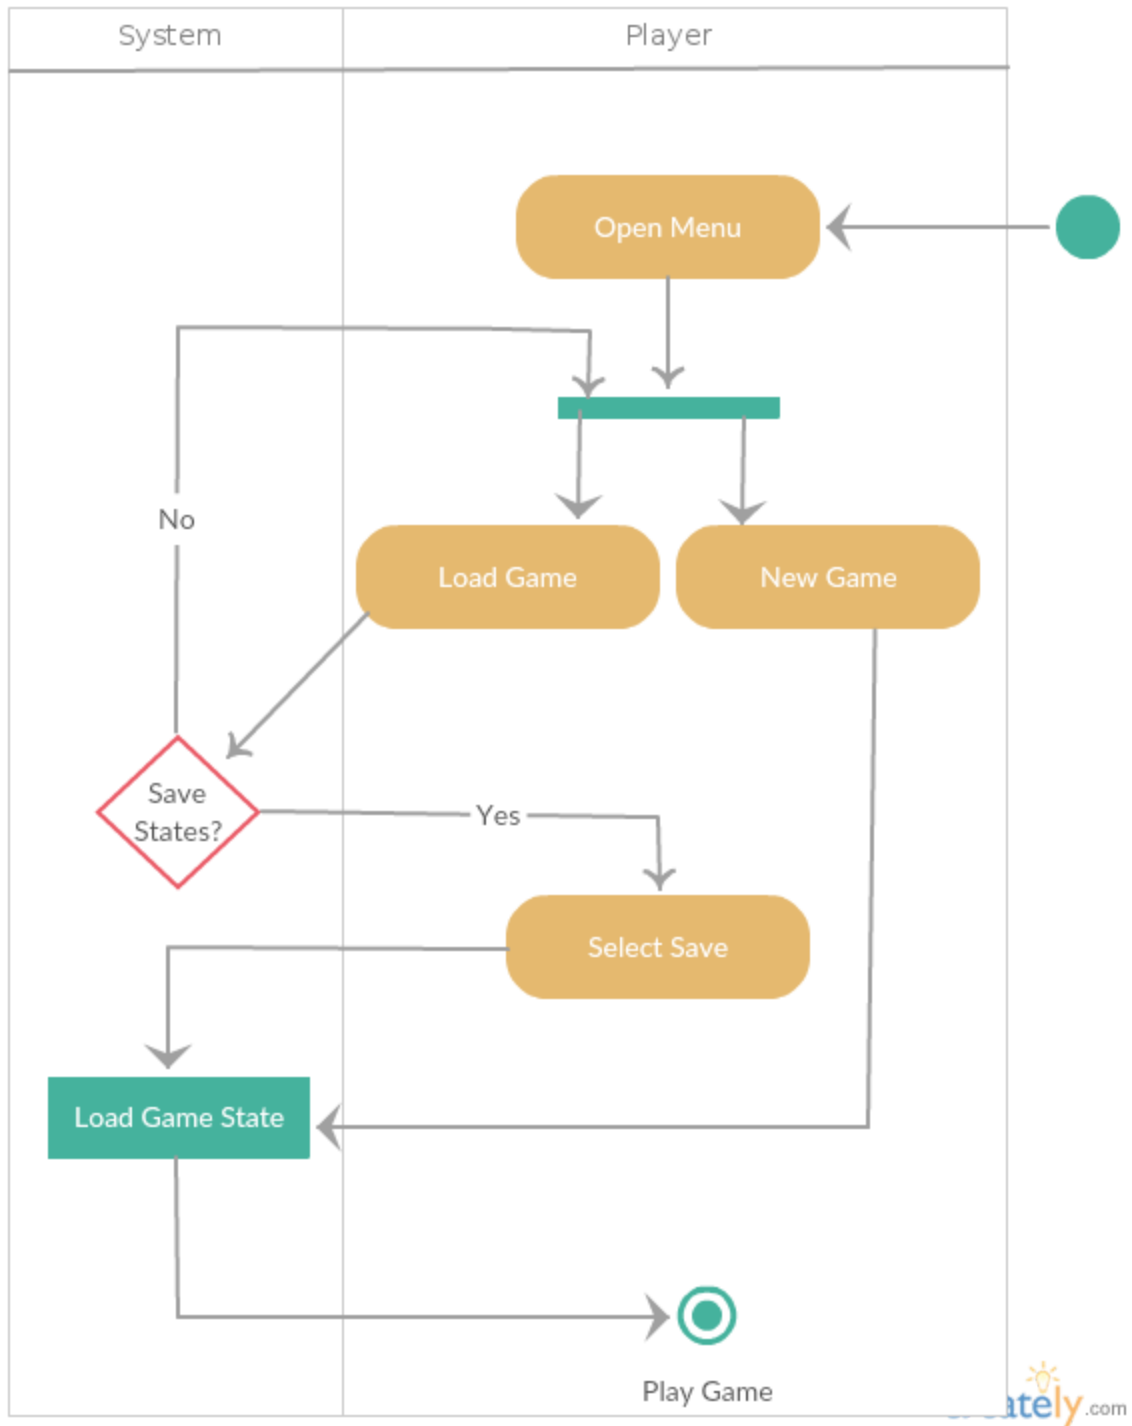 System
Player
Open Menu
No
Load Game
New Game
Save
States?
Yes
Select Save
Load Game State
Play Game
ately.com